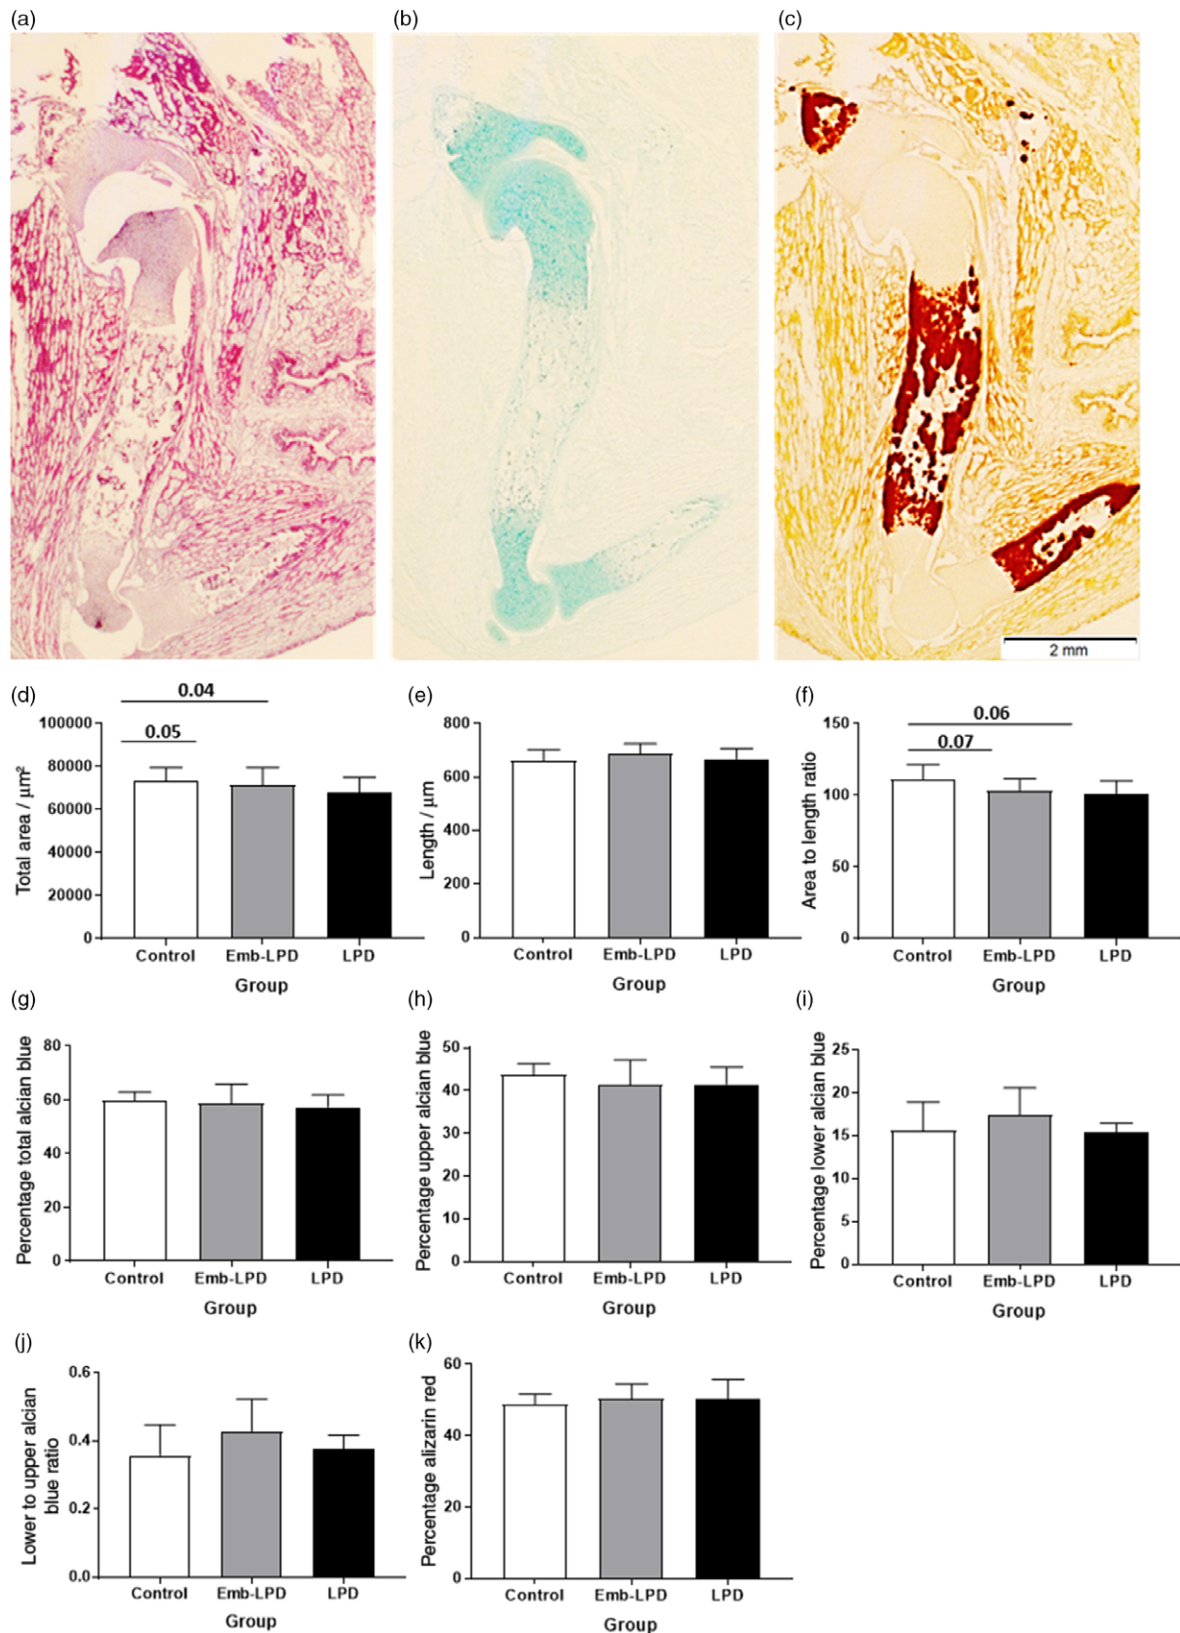 (a)
(b)
(c)
2 mm
(d)
0.04
0.05
100000
80000
60000
40000
20000
0
Total area / μm²
Control Emb-LPD LPD
Group
(e)
800
600
400
200
0
Length / μm
Control Emb-LPD LPD
Group
(f)
0.06
0.07
150
100
50
0
Area to length ratio
Control Emb-LPD LPD
Group
(g)
80
60
40
20
0
Percentage total alcian blue
Control Emb-LPD LPD
Group
(h)
50
40
30
20
10
0
Percentage upper alcian blue
Control Emb-LPD LPD
Group
(i)
25
20
15
10
5
0
Percentage lower alcian blue
Control Emb-LPD LPD
Group
(j)
0.6
0.4
0.2
0.0
Lower to upper alcian
blue ratio
Control Emb-LPD LPD
Group
(k)
60
40
20
0
Percentage alizarin red
Control Emb-LPD LPD
Group